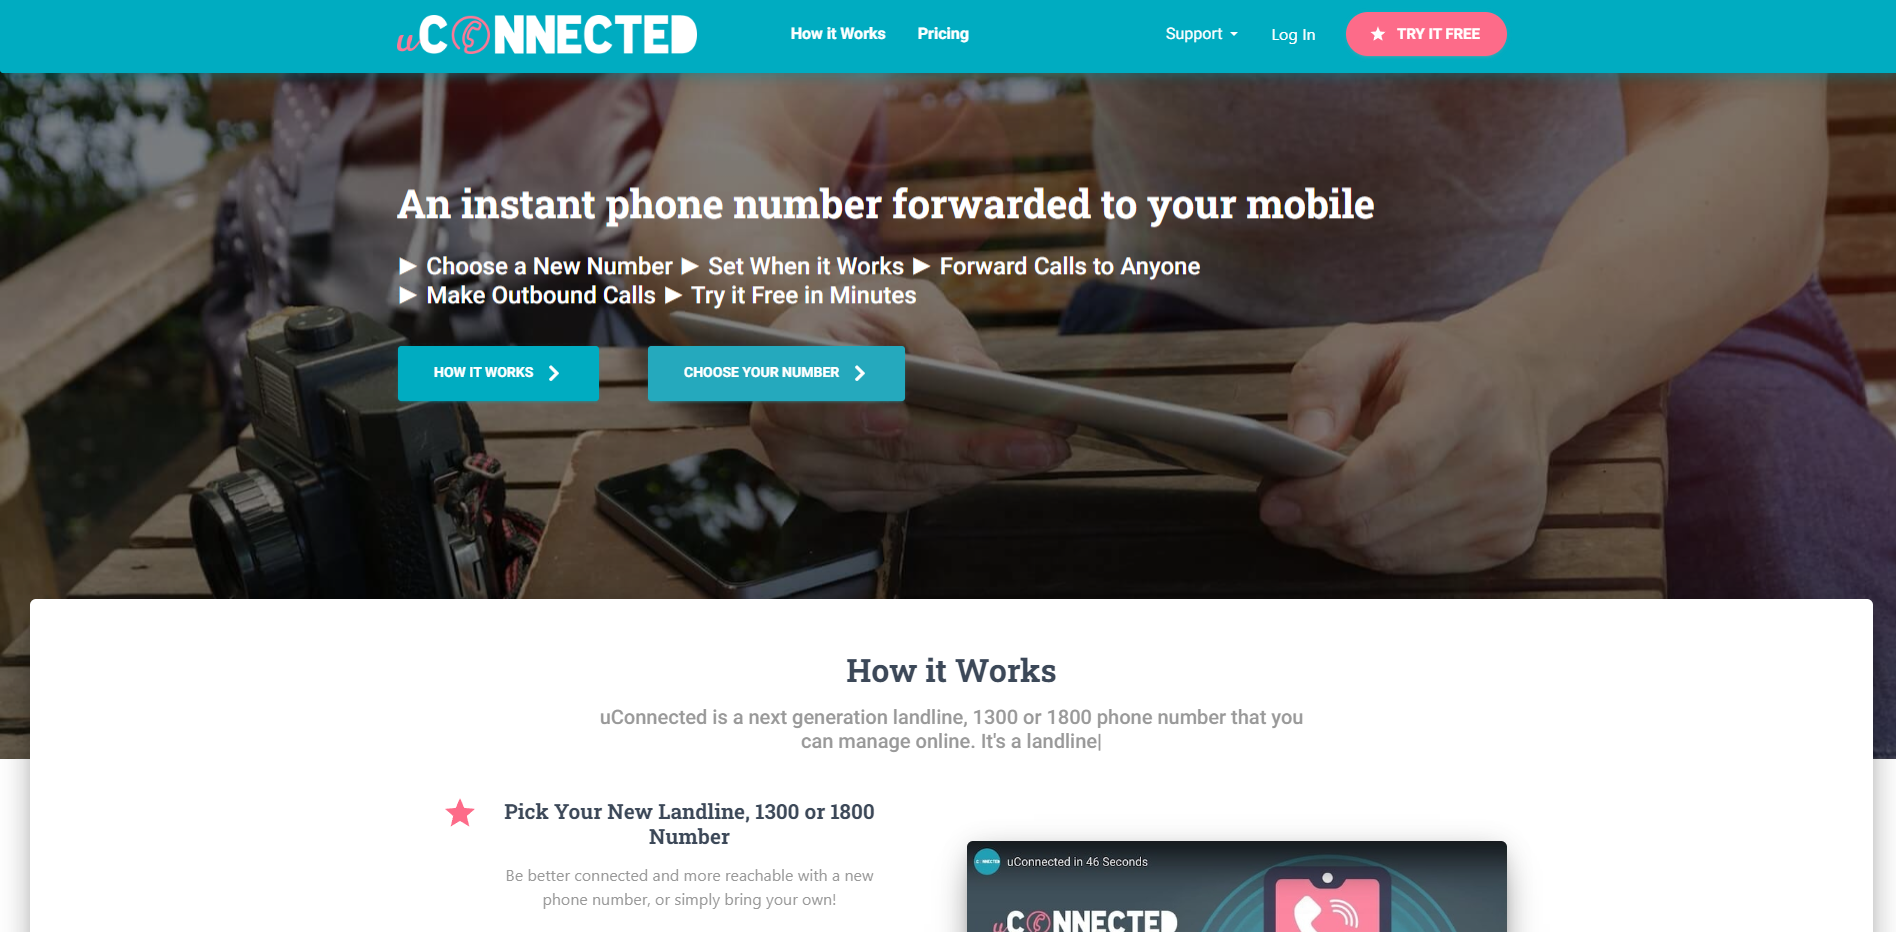 uCONNECTED
How it Works
Pricing
Support
Log In
TRY IT FREE
An instant phone number forwarded to your mobile
► Choose a New Number ► Set When it Works ► Forward Calls to Anyone
► Make Outbound Calls ► Try it Free in Minutes
HOW IT WORKS
CHOOSE YOUR NUMBER
How it Works
uConnected is a next generation landline, 1300 or 1800 phone number that you
can manage online. It's a landline|
Pick Your New Landline, 1300 or 1800
Number
Be better connected and more reachable with a new
phone number, or simply bring your own!
uConnected in 46 Seconds
uCONNECTED